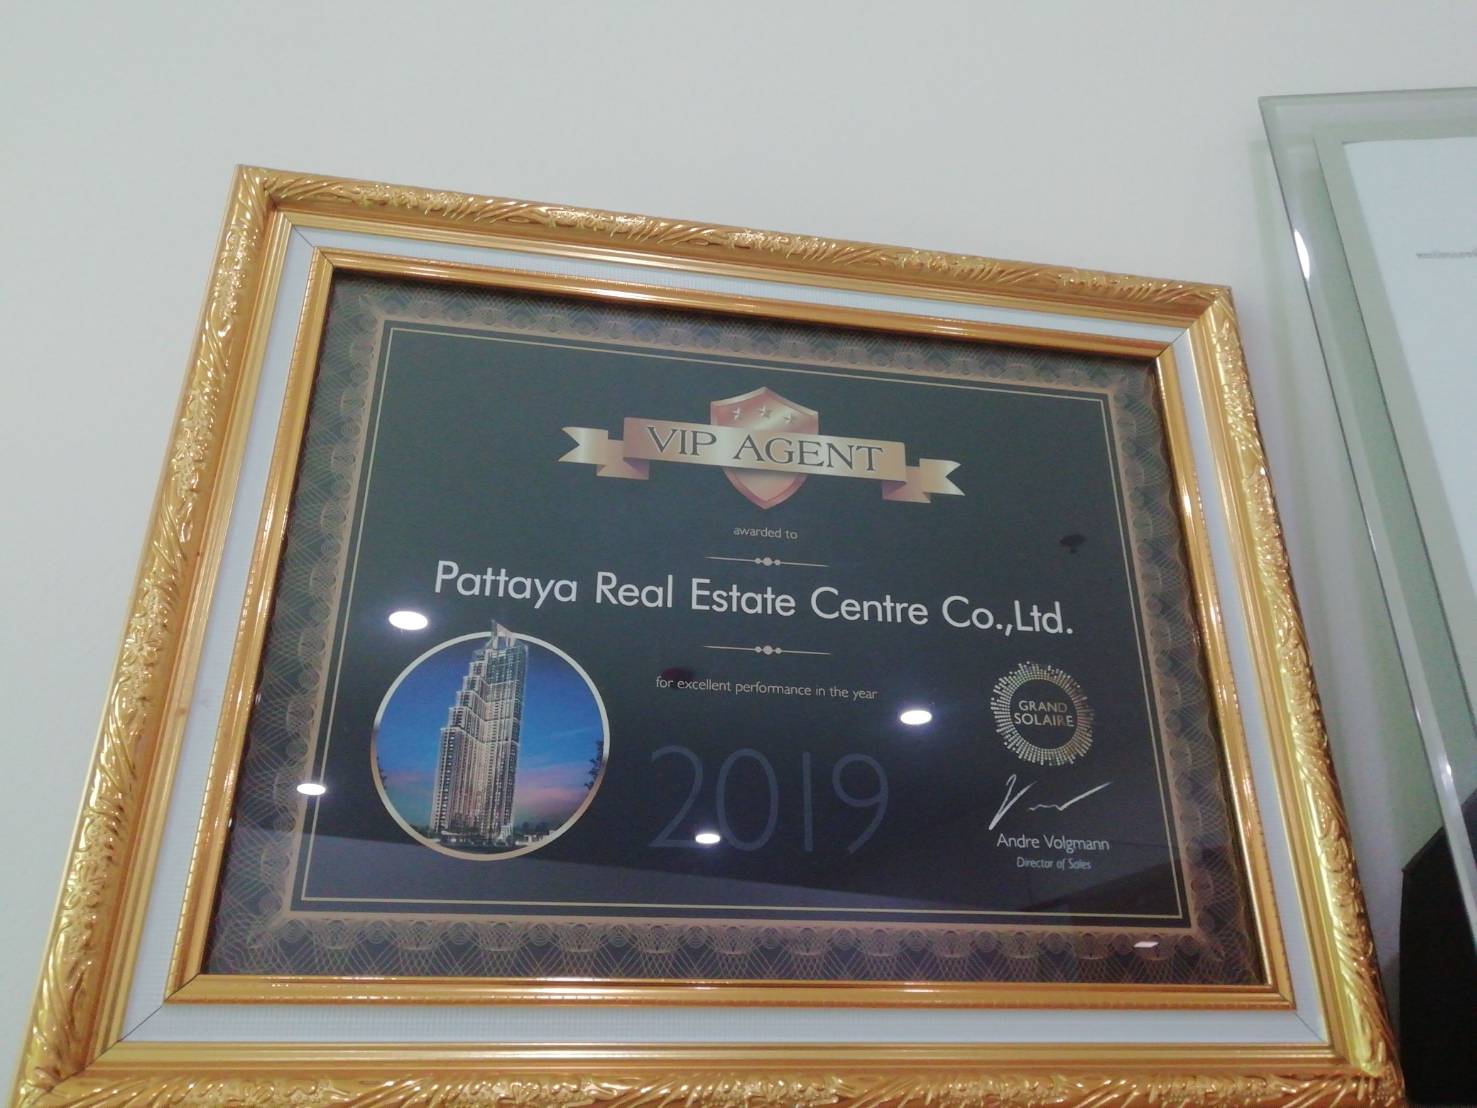 VIP AGENT
awarded to
Pattaya Real Estate Centre Co.,Ltd.
for excellent performance in the year
2019
GRAND
SOLAIRE
Andre Volgmann
Director of Sales